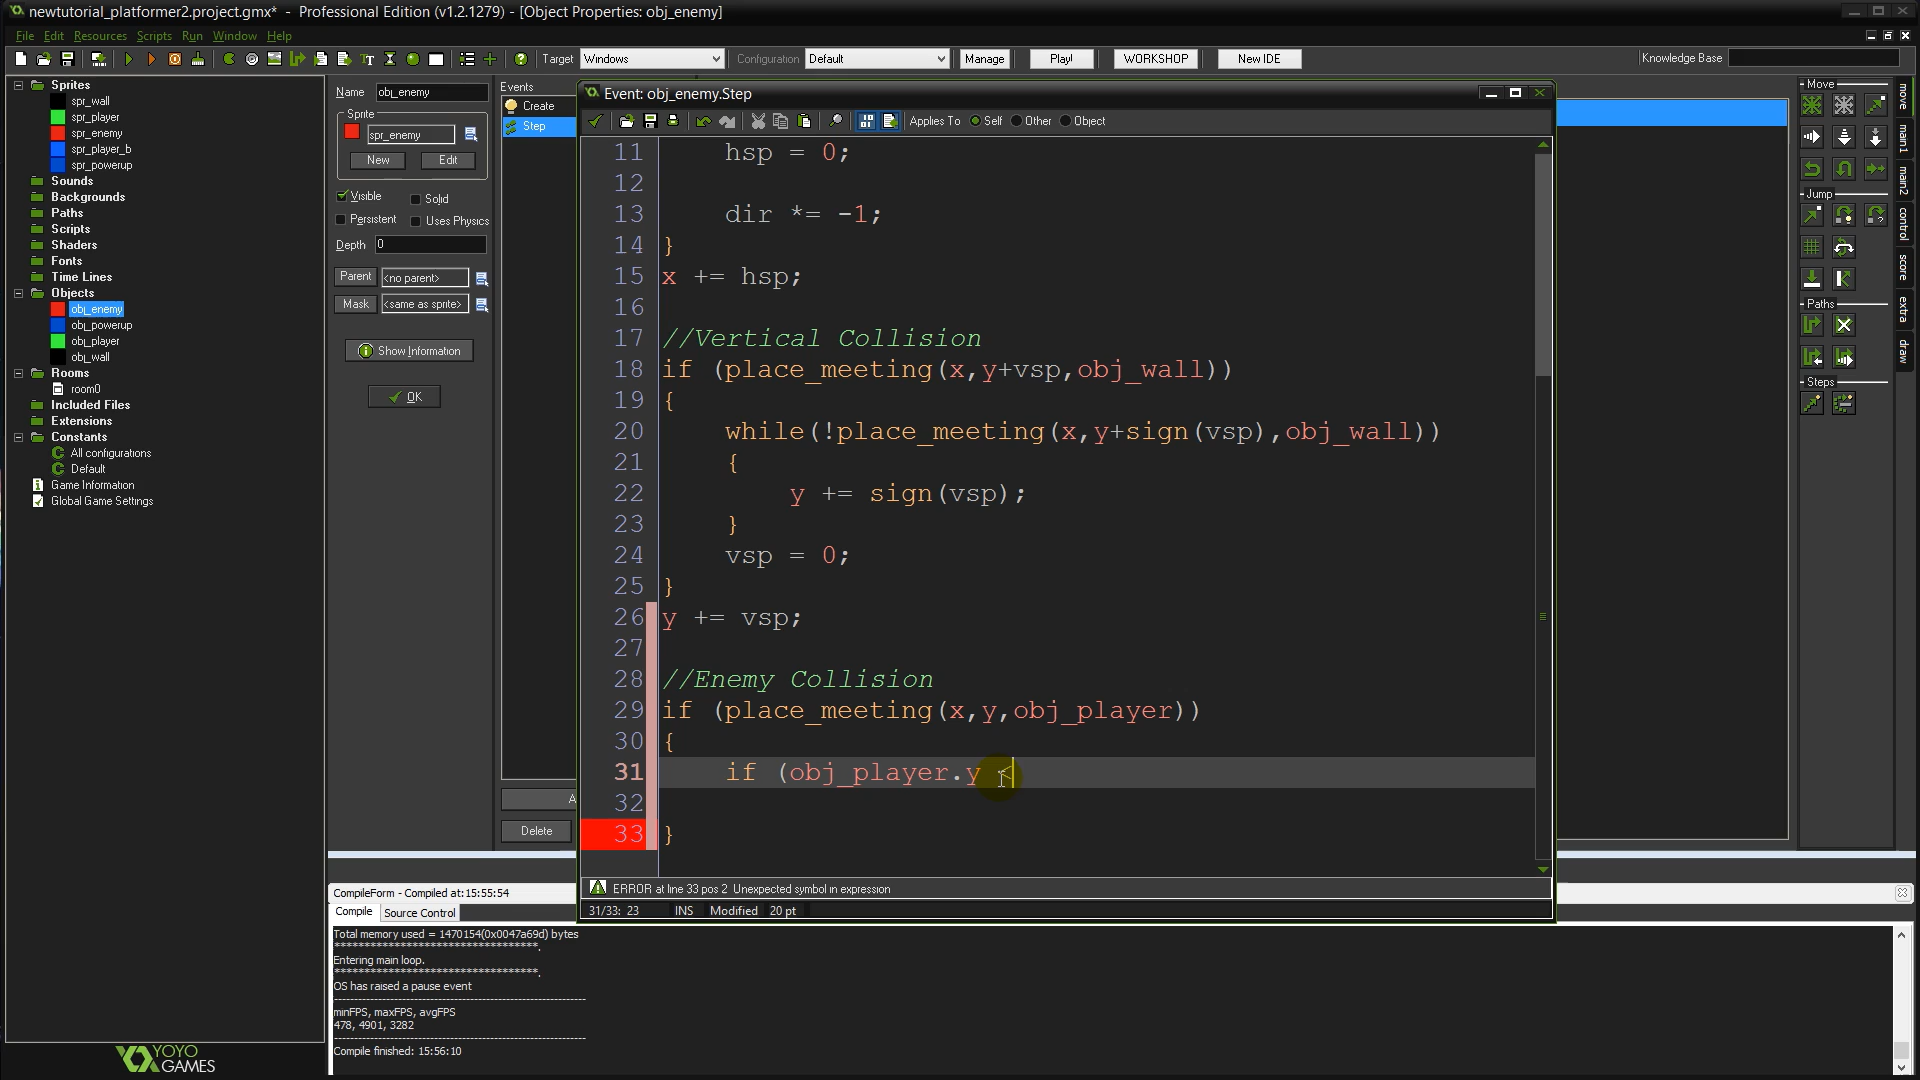 newtutorial_platformer2.project.gmx* - Professional Edition (v1.2.1279) - [Object Properties: obj_enemy]
File Edit Resources Scripts Run Window Help
Target Windows Configuration Default Manage Play! WORKSHOP New IDE Knowledge Base
Sprites
spr_wall
spr_player
spr_enemy
spr_player_b
spr_powerup
Sounds
Backgrounds
Paths
Scripts
Shaders
Fonts
Time Lines
Objects
obj_enemy
obj_powerup
obj_player
obj_wall
Rooms
room0
Included Files
Extensions
Constants
All configurations
Default
Game Information
Global Game Settings
YOYO
GAMES
Name obj_enemy
Sprite
spr_enemy
New Edit
Visible Solid
Persistent Uses Physics
Depth 0
Parent <no parent>
Mask <same as sprite>
Show Information
OK
Events
Create
Step
A
Delete
Event: obj_enemy.Step
Applies To Self Other Object
11 hsp = 0;
12
13 dir *= -1;
14 }
15 x += hsp;
16
17 //Vertical Collision
18 if (place_meeting(x,y+vsp,obj_wall))
19 {
20 while(!place_meeting(x,y+sign(vsp),obj_wall))
21 {
22 y += sign(vsp);
23 }
24 vsp = 0;
25 }
26 y += vsp;
27
28 //Enemy Collision
29 if (place_meeting(x,y,obj_player))
30 {
31 if (obj_player.y <
32
33 }
ERROR at line 33 pos 2 Unexpected symbol in expression
31/33: 23 INS Modified 20 pt
Move
Jump
Paths
Steps
move
main1
main2
control
score
extra
draw
CompileForm - Compiled at: 15:55:54
Compile Source Control
Total memory used = 1470154(0x0047a69d) bytes
**********************************.
Entering main loop.
**********************************.
OS has raised a pause event
minFPS, maxFPS, avgFPS
478, 4901, 3282
Compile finished: 15:56:10